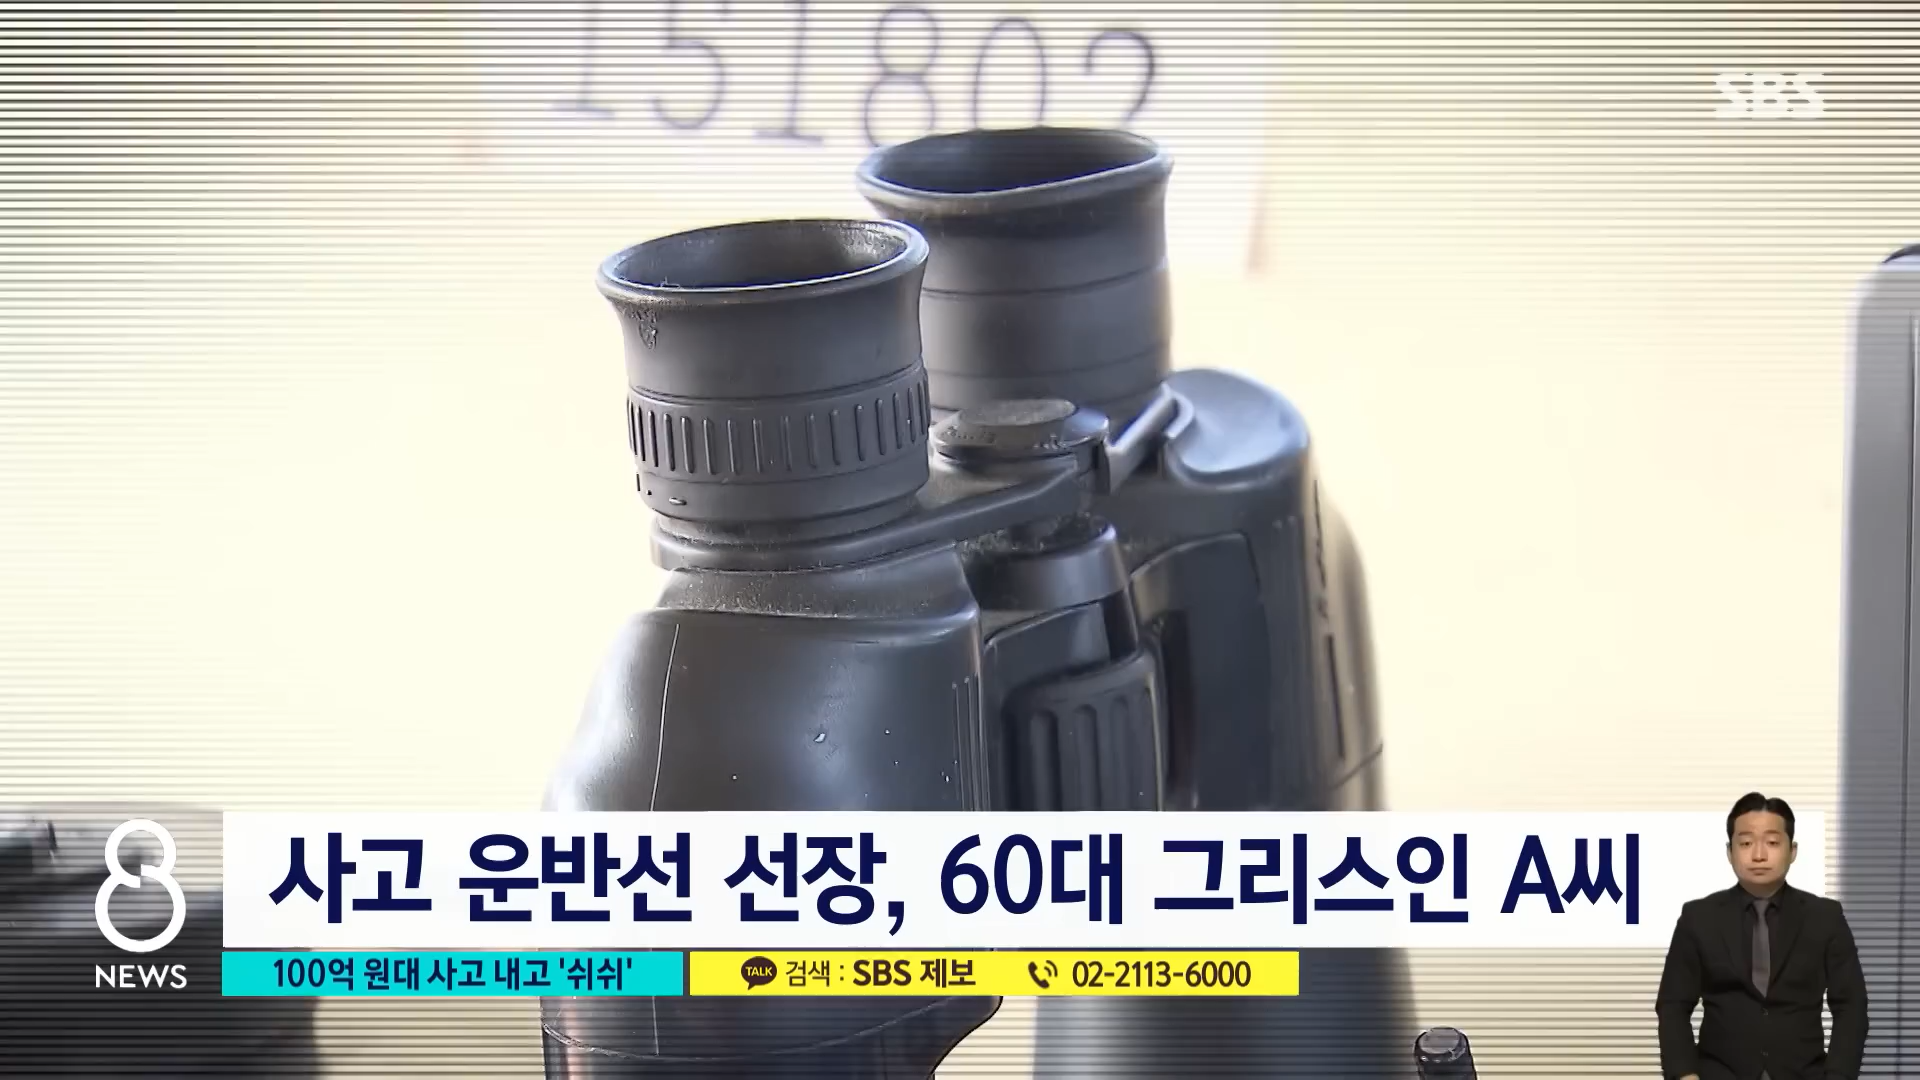 151802
SBS
사고 운반선 선장, 60대 그리스인 A씨
8
NEWS
100억 원대 사고 내고 '쉬쉬'
TALK 검색 : SBS 제보 02-2113-6000